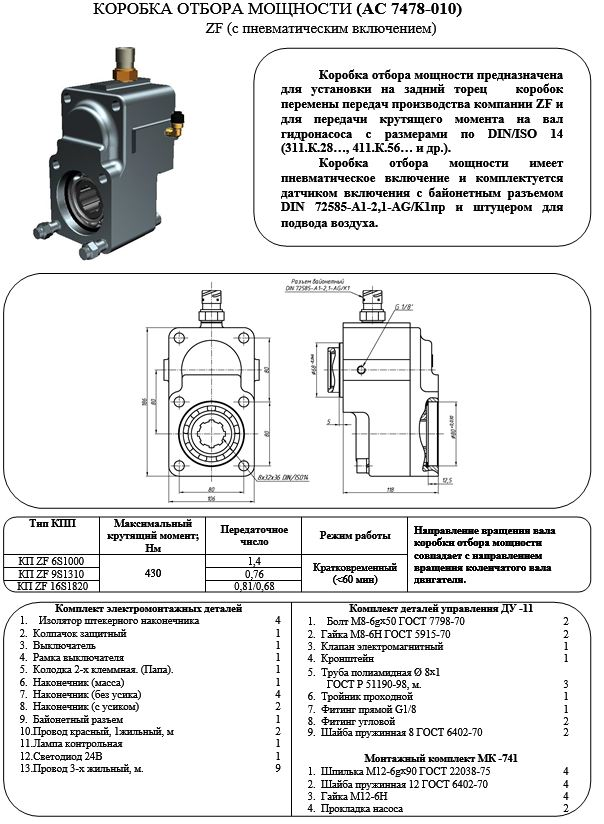 КОРОБКА ОТБОРА МОЩНОСТИ (АС 7478-010)
ZF (с пневматическим включением)
Коробка отбора мощности предназначена
для установки на задний торец коробок
перемены передач производства компании ZF и
для передачи крутящего момента на вал
гидронасоса с размерами по DIN/ISO 14
(311.К.28…, 411.К.56… и др.).
Коробка отбора мощности имеет
пневматическое включение и комплектуется
датчиком включения с байонетным разъемом
DIN 72585-A1-2,1-AG/K1пр и штуцером для
подвода воздуха.
Разъем байонетный
DIN 72585-A1-2,1-AG/K1
G 1/8"
186
80
80
80
80
106
8x32x36 DIN/ISO14
5
118
12,5
Тип КПП
Максимальный
крутящий момент;
Нм
Передаточное
число
Режим работы
Направление вращения вала
коробки отбора мощности
совпадает с направлением
вращения коленчатого вала
двигателя.
КП ZF 6S1000
КП ZF 9S1310
КП ZF 16S1820
430
1,4
0,76
0,81/0,68
Кратковременный
(<60 мин)
Комплект электромонтажных деталей
1. Изолятор штекерного наконечника 4
2. Колпачок защитный 1
3. Выключатель 1
4. Рамка выключателя 1
5. Колодка 2-х клеммная. (Папа). 1
6. Наконечник (масса) 1
7. Наконечник (без усика) 4
8. Наконечник (с усиком) 2
9. Байонетный разъем 1
10.Провод красный, 1жильный, м 2
11.Лампа контрольная 1
12.Светодиод 24В 1
13.Провод 3-х жильный, м. 9
Комплект деталей управления ДУ -11
1. Болт М8-6gх50 ГОСТ 7798-70 2
2. Гайка М8-6Н ГОСТ 5915-70 2
3. Клапан электромагнитный 1
4. Кронштейн 1
5. Труба полиамидная Ø 8х1
ГОСТ Р 51190-98, м. 3
6. Тройник проходной 1
7. Фитинг прямой G1/8 1
8. Фитинг угловой 2
9. Шайба пружинная 8 ГОСТ 6402-70 2
Монтажный комплект МК -741
1. Шпилька М12-6gх90 ГОСТ 22038-75 4
2. Шайба пружинная 12 ГОСТ 6402-70 4
3. Гайка М12-6Н 4
4. Прокладка насоса 2